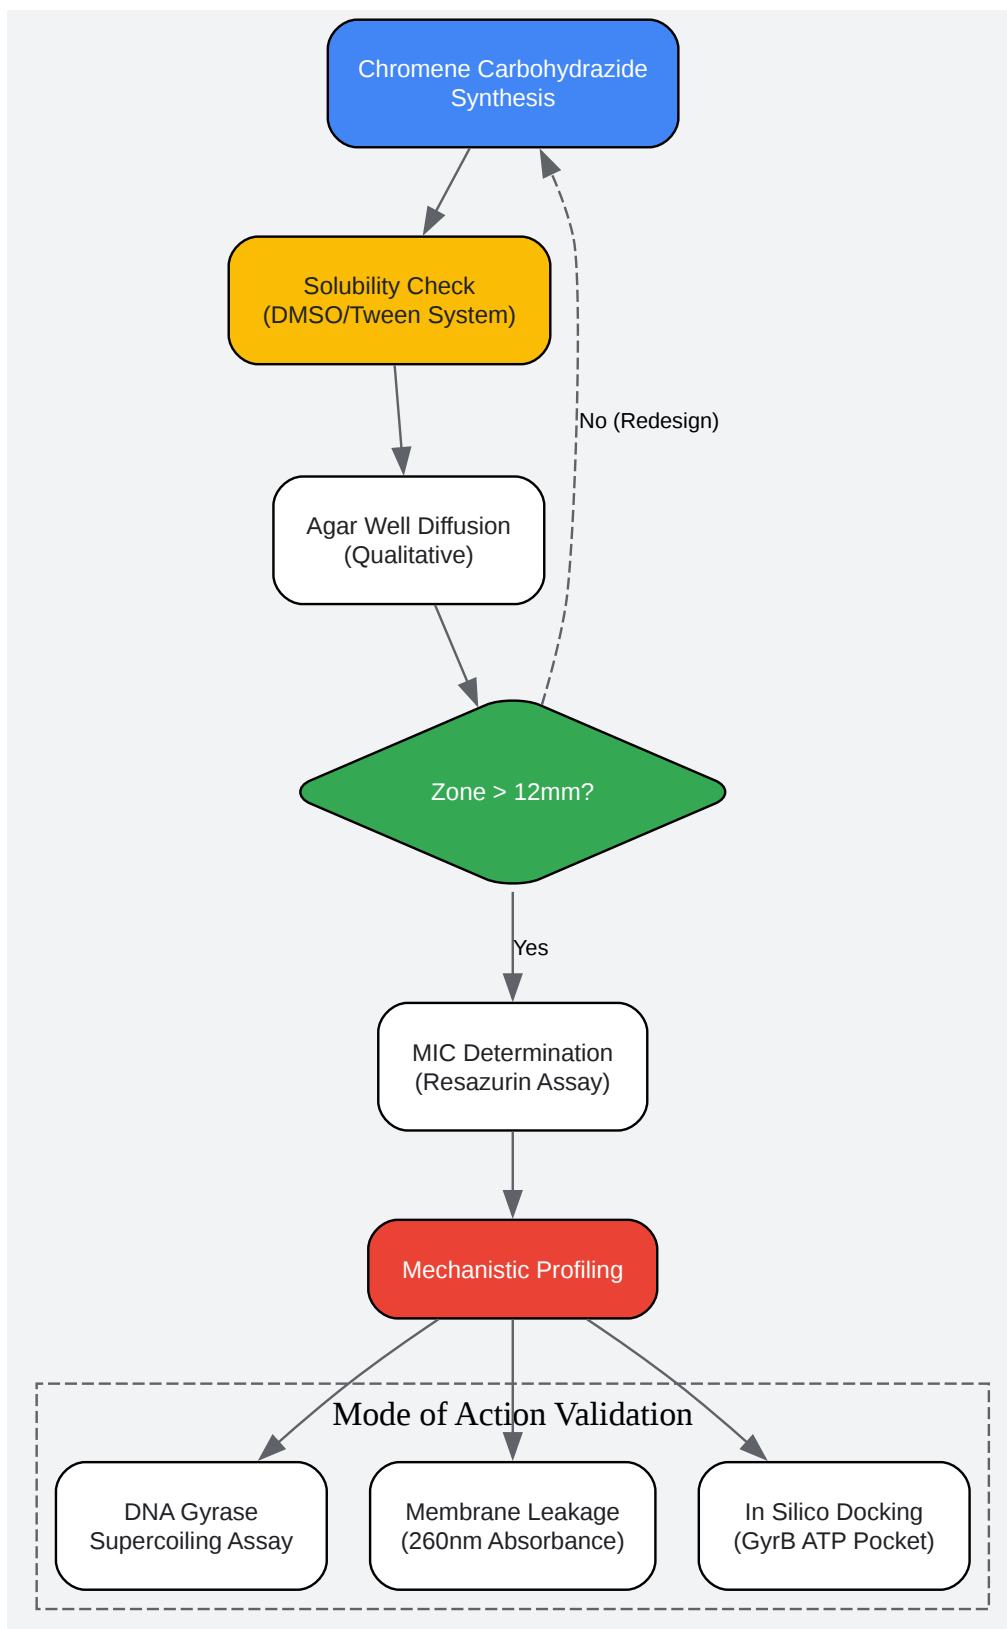 Chromene Carbohydrazide
Synthesis
Solubility Check
(DMSO/Tween System)
No (Redesign)
Agar Well Diffusion
(Qualitative)
Zone > 12mm?
Yes
MIC Determination
(Resazurin Assay)
Mechanistic Profiling
Mode of Action Validation
DNA Gyrase
Supercoiling Assay
Membrane Leakage
(260nm Absorbance)
In Silico Docking
(GyrB ATP Pocket)